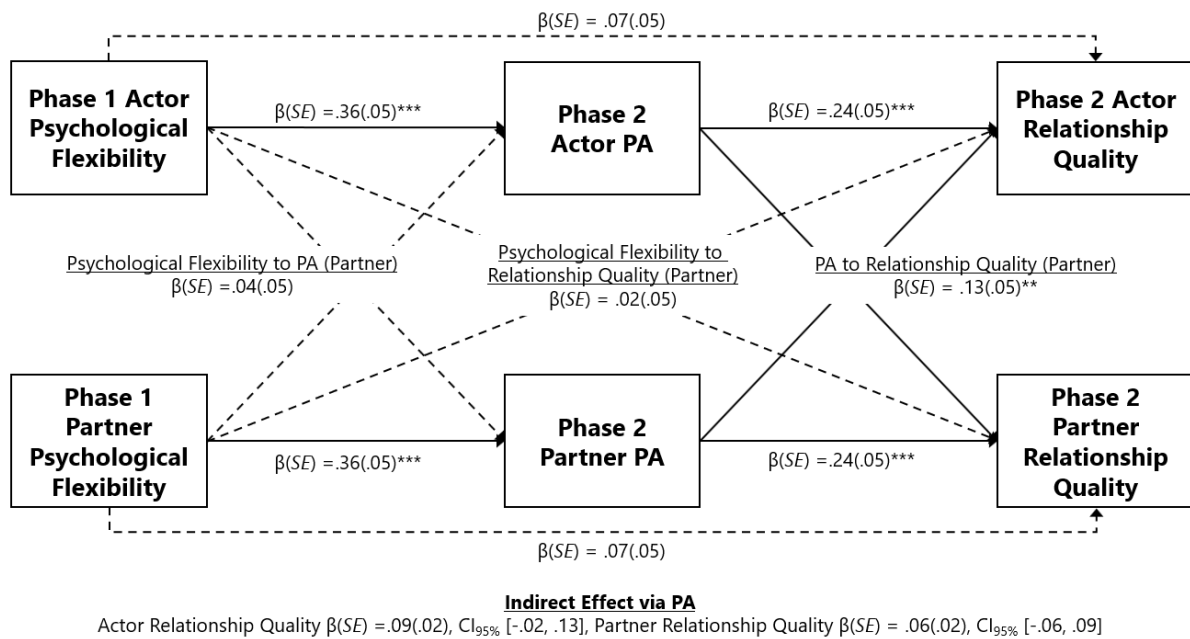 β(SE) = .07(.05)
Phase 1 Actor
Psychological
Flexibility
β(SE) =.36(.05)***
Phase 2
Actor PA
β(SE) =.24(.05)***
Phase 2 Actor
Relationship
Quality
Psychological Flexibility to PA (Partner)
β(SE) =.04(.05)
Psychological Flexibility to
Relationship Quality (Partner)
β(SE) = .02(.05)
PA to Relationship Quality (Partner)
β(SE) = .13(.05)**
Phase 1
Partner
Psychological
Flexibility
β(SE) =.36(.05)***
Phase 2
Partner PA
β(SE) =.24(.05)***
Phase 2
Partner
Relationship
Quality
β(SE) = .07(.05)
Indirect Effect via PA
Actor Relationship Quality β(SE) =.09(.02), CI95% [-.02, .13], Partner Relationship Quality β(SE) = .06(.02), CI95% [-.06, .09]